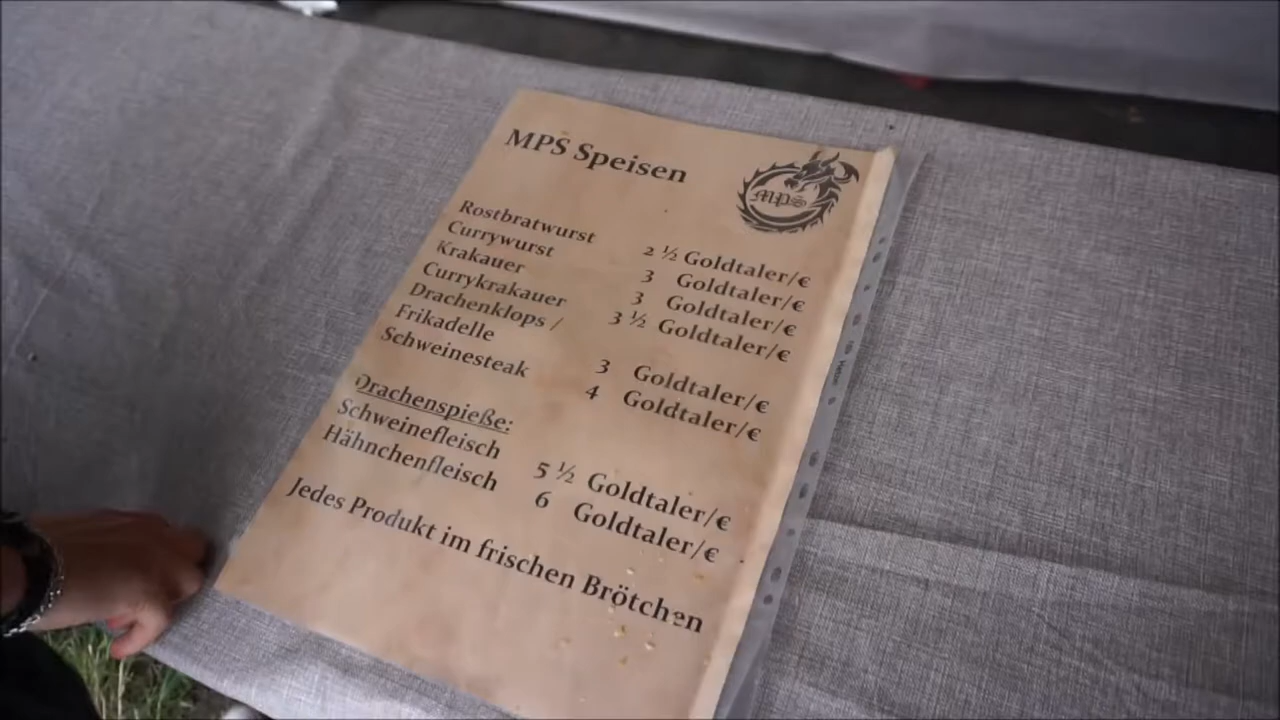 MPS Speisen
MPS
Rostbratwurst 2 ½ Goldtaler/€
Currywurst 3 Goldtaler/€
Krakauer 3 Goldtaler/€
Currykrakauer 3 ½ Goldtaler/€
Drachenklops /
Frikadelle 3 Goldtaler/€
Schweinesteak 4 Goldtaler/€
Drachenspieße:
Schweinefleisch 5 ½ Goldtaler/€
Hähnchenfleisch 6 Goldtaler/€
Jedes Produkt im frischen Brötchen